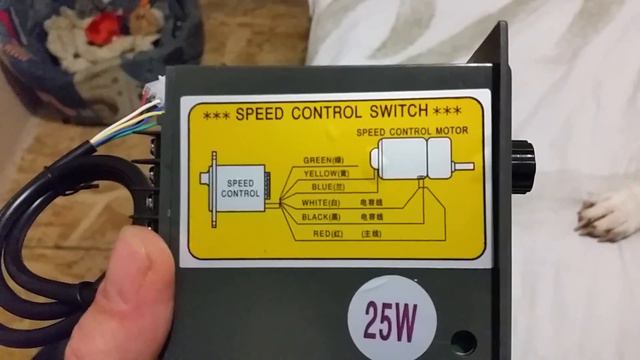 *** SPEED CONTROL SWITCH ***
SPEED CONTROL MOTOR
SPEED
CONTROL
GREEN(绿)
YELLOW(黄)
BLUE(兰)
WHITE(白) 电容线
BLACK(黑) 电容线
RED(红) (主线)
25W